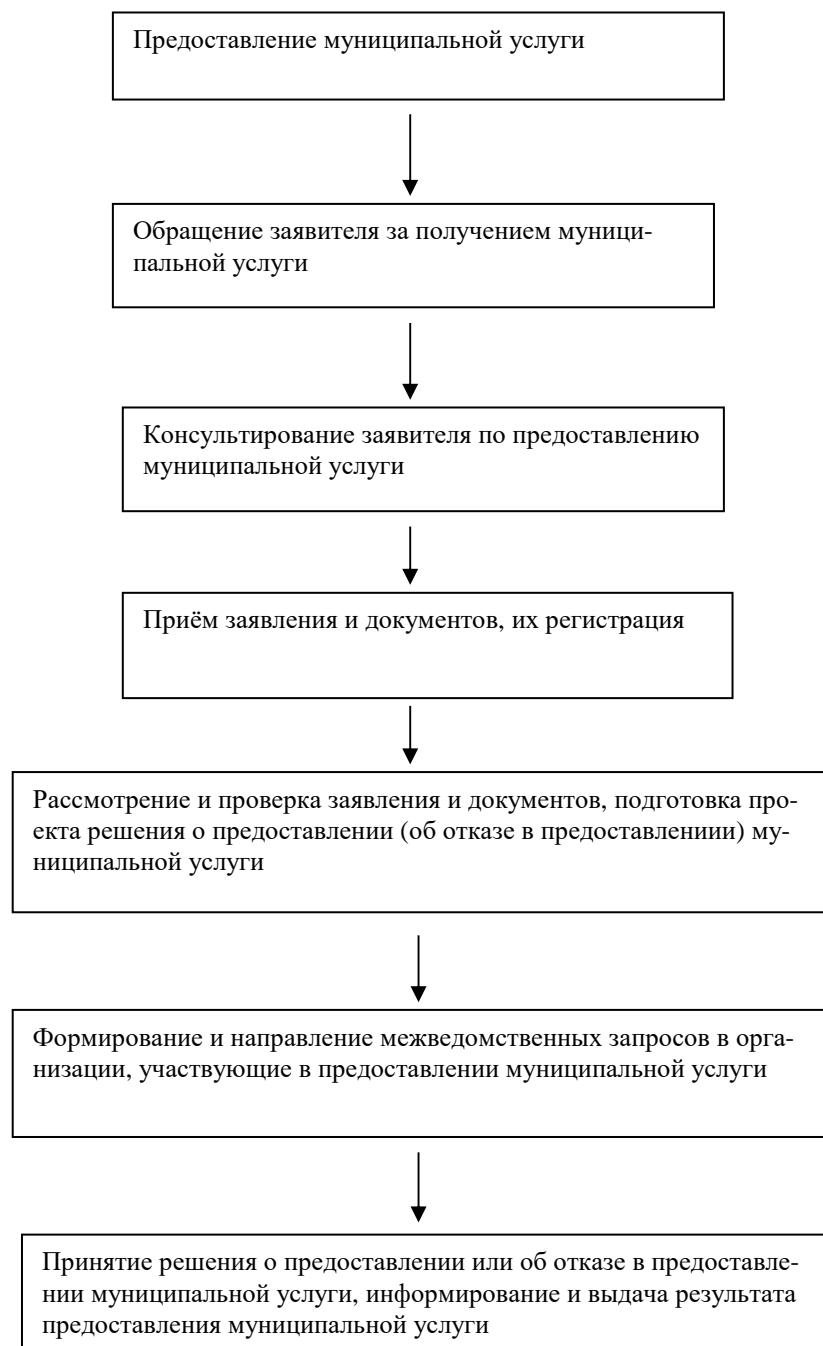 Предоставление муниципальной услуги
Обращение заявителя за получением муници-
пальной услуги
Консультирование заявителя по предоставлению
муниципальной услуги
Приём заявления и документов, их регистрация
Рассмотрение и проверка заявления и документов, подготовка про-
екта решения о предоставлении (об отказе в предоставлениии) му-
ниципальной услуги
Формирование и направление межведомственных запросов в орга-
низации, участвующие в предоставлении муниципальной услуги
Принятие решения о предоставлении или об отказе в предоставле-
нии муниципальной услуги, информирование и выдача результата
предоставления муниципальной услуги